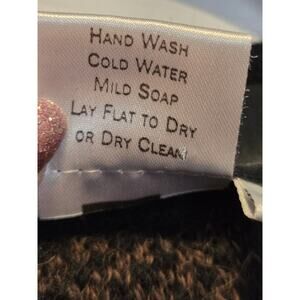 HAND WASH
COLD WATER
MILD SOAP
LAY FLAT TO DRY
OR DRY CLEAN